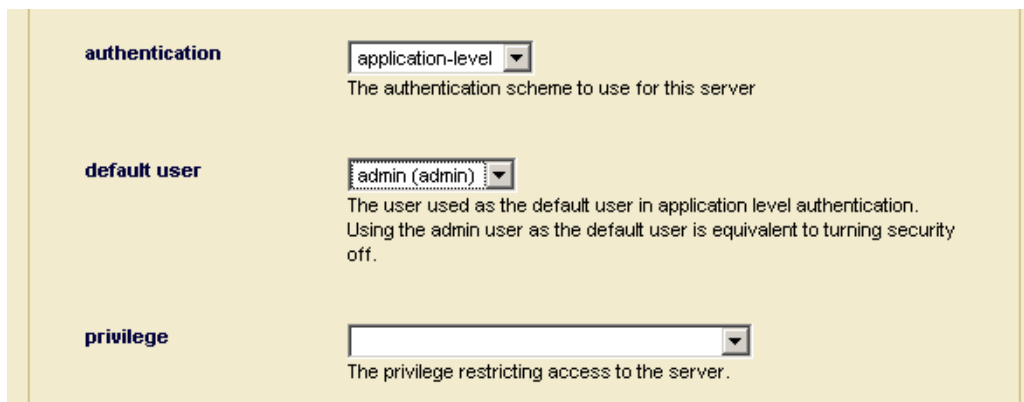 authentication
application-level
The authentication scheme to use for this server
default user
admin (admin)
The user used as the default user in application level authentication.
Using the admin user as the default user is equivalent to turning security
off.
privilege
The privilege restricting access to the server.